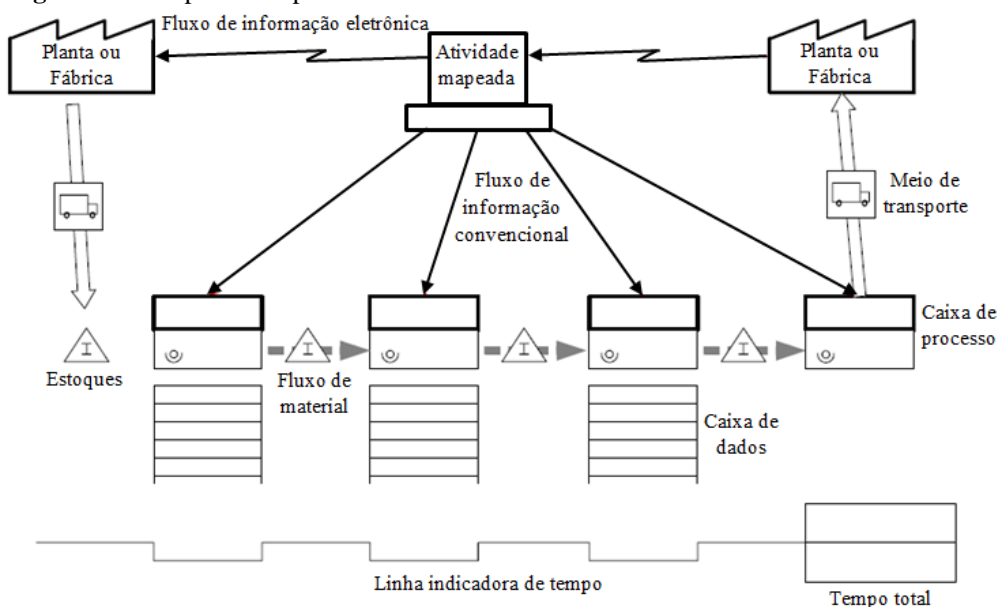 Fluxo de informação eletrônica
Planta ou
Fábrica
Atividade
mapeada
Planta ou
Fábrica
Fluxo de
informação
convencional
Meio de
transporte
Caixa de
processo
I
I
I
I
Estoques
Fluxo de
material
Caixa de
dados
Linha indicadora de tempo
Tempo total